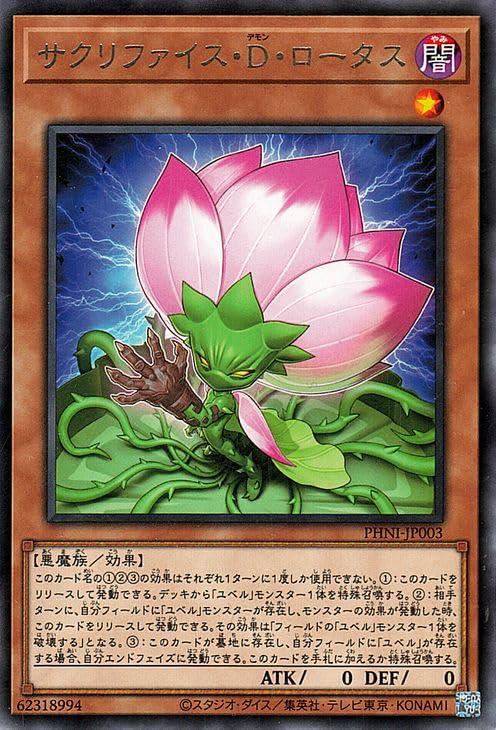 サクリファイス・D・ロータス
デモン
闇
やみ
PHNI-JP003
【悪魔族／効果】
このカード名の①②③の効果はそれぞれ1ターンに1度しか使用できない。①：このカードを
リリースして発動できる。デッキから「ユベル」モンスター1体を特殊召喚する。②：相手
ターンに、自分フィールドに「ユベル」モンスターが存在し、モンスターの効果が発動した時、
このカードをリリースして発動できる。その効果は「フィールドの「ユベル」モンスター1体を
破壊する」となる。③：このカードが墓地に存在し、自分フィールドに「ユベル」が存在
する場合、自分エンドフェイズに発動できる。このカードを手札に加えるか特殊召喚する。
ATK/ 0 DEF/ 0
62318994
©スタジオ・ダイス／集英社・テレビ東京・KONAMI